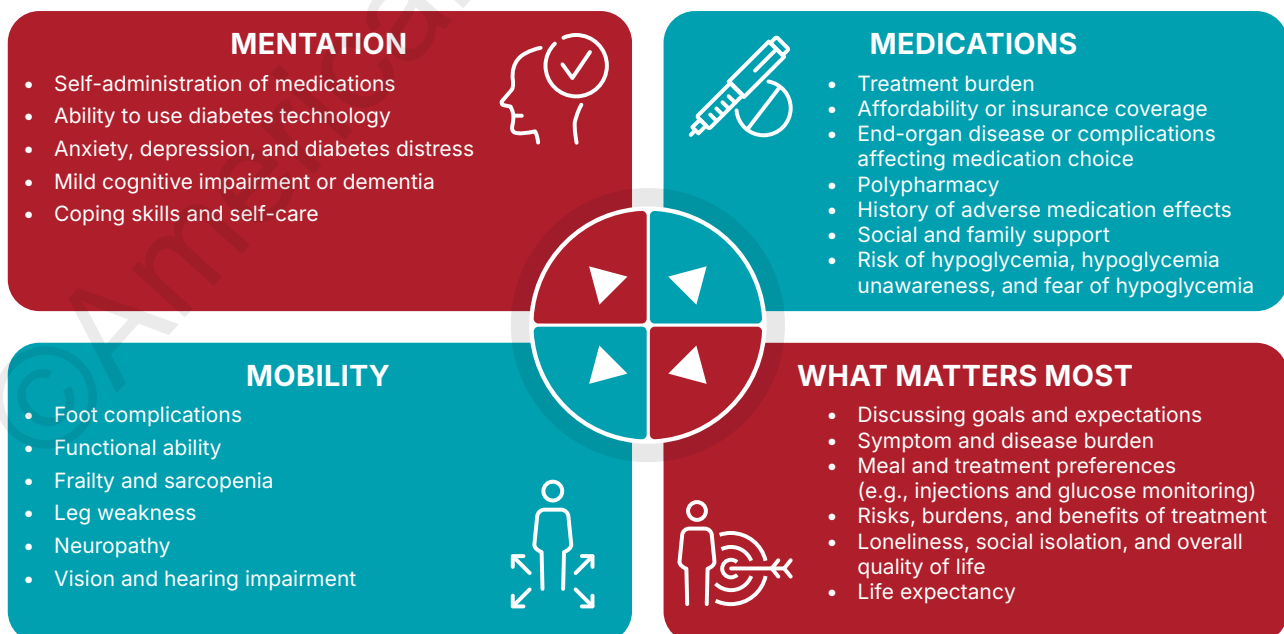 MENTATION
• Self-administration of medications
• Ability to use diabetes technology
• Anxiety, depression, and diabetes distress
• Mild cognitive impairment or dementia
• Coping skills and self-care
MEDICATIONS
• Treatment burden
• Affordability or insurance coverage
• End-organ disease or complications
affecting medication choice
• Polypharmacy
• History of adverse medication effects
• Social and family support
• Risk of hypoglycemia, hypoglycemia
unawareness, and fear of hypoglycemia
MOBILITY
• Foot complications
• Functional ability
• Frailty and sarcopenia
• Leg weakness
• Neuropathy
• Vision and hearing impairment
WHAT MATTERS MOST
• Discussing goals and expectations
• Symptom and disease burden
• Meal and treatment preferences
(e.g., injections and glucose monitoring)
• Risks, burdens, and benefits of treatment
• Loneliness, social isolation, and overall
quality of life
• Life expectancy